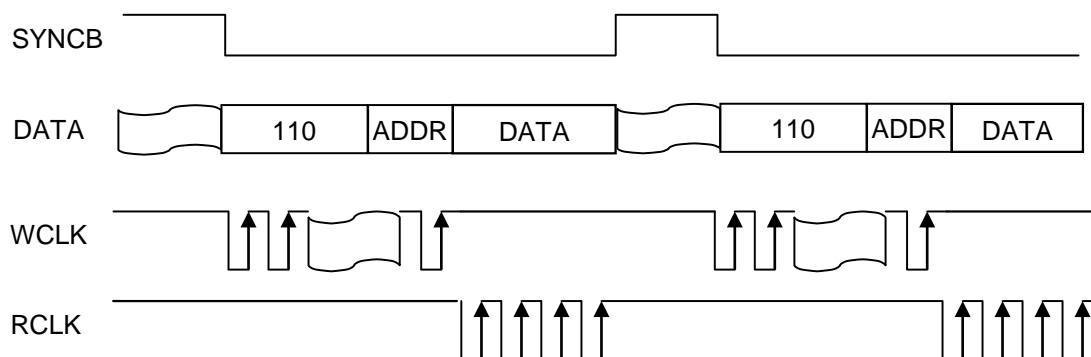 SYNCB
DATA 110 ADDR DATA 110 ADDR DATA
WCLK
RCLK